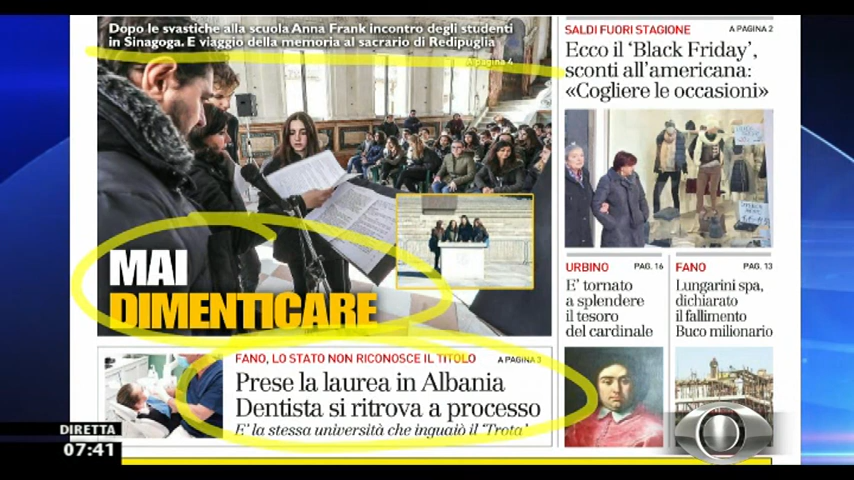 Dopo le svastiche alla scuola Anna Frank incontro degli studenti
in Sinagoga. E viaggio della memoria al sacrario di Redipuglia
A pagina 4
MAI
DIMENTICARE
FANO, LO STATO NON RICONOSCE IL TITOLO A PAGINA 3
Prese la laurea in Albania
Dentista si ritrova a processo
E' la stessa università che inguaiò il 'Trota'
SALDI FUORI STAGIONE A PAGINA 2
Ecco il 'Black Friday',
sconti all'americana:
«Cogliere le occasioni»
URBINO PAG. 16
E' tornato
a splendere
il tesoro
del cardinale
FANO PAG. 13
Lungarini spa,
dichiarato
il fallimento
Buco milionario
DIRETTA
07:41